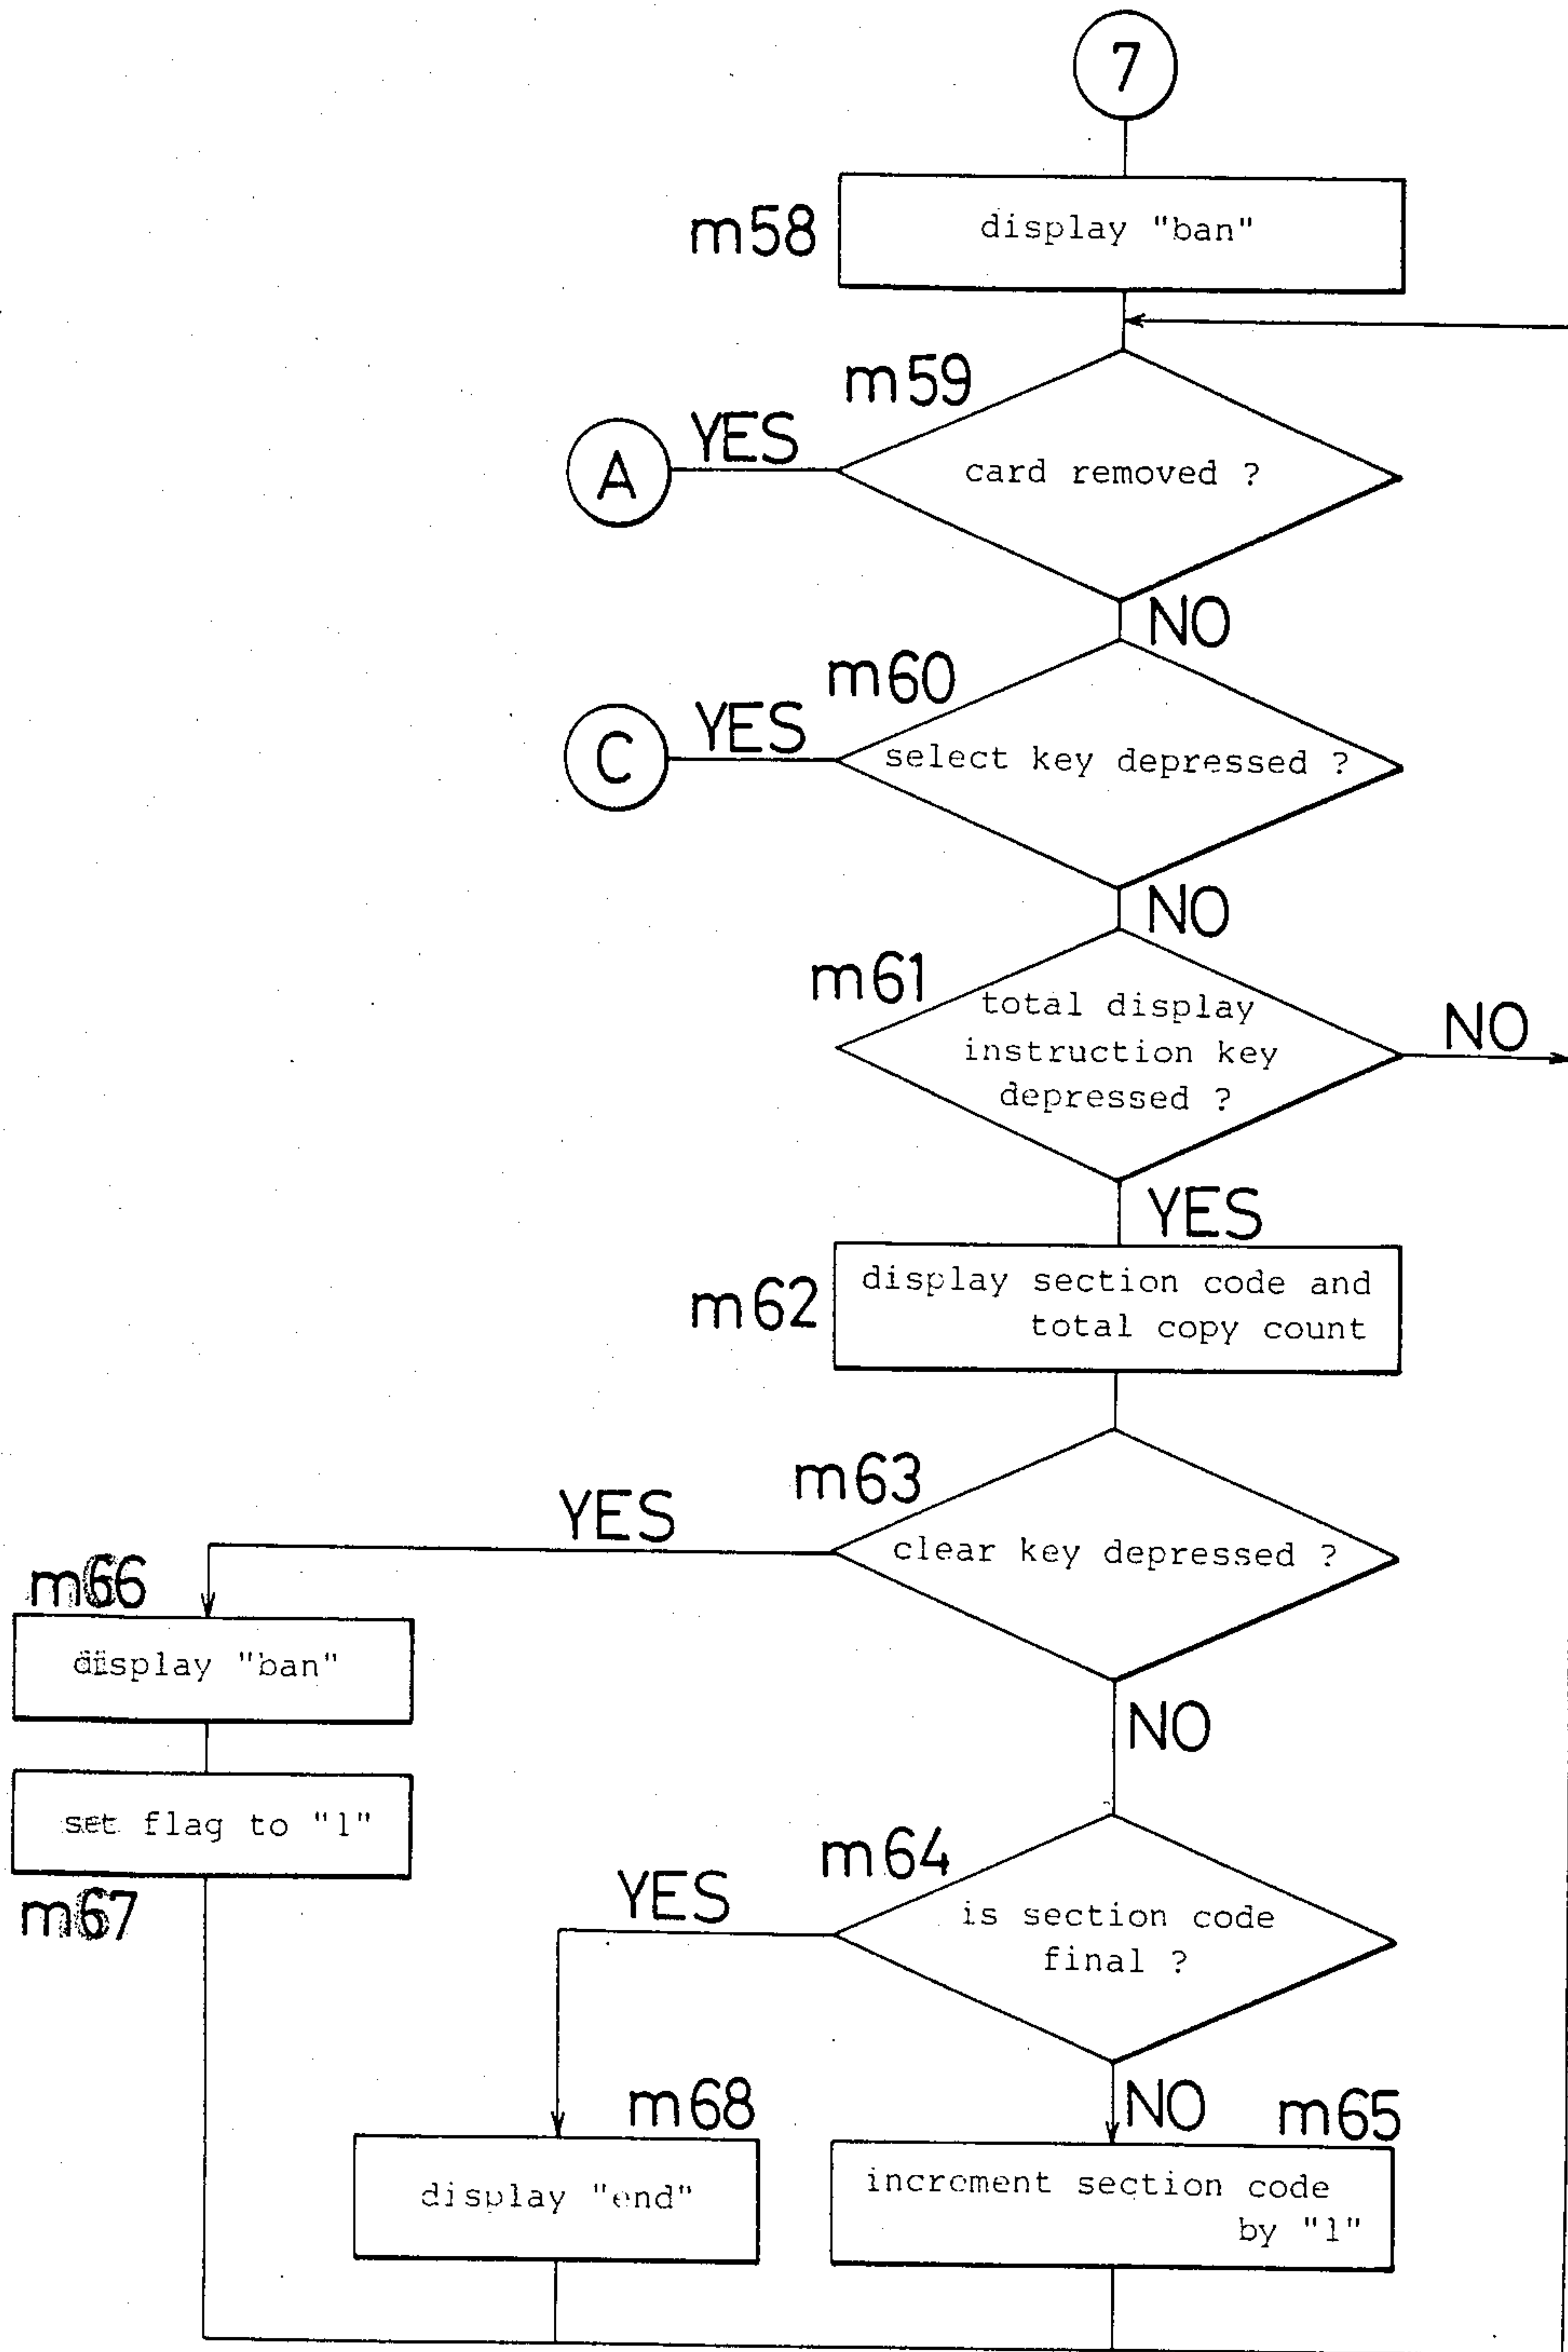 7
m58
display "ban"
m59
YES
A
card removed ?
NO
m60
YES
C
select key depressed ?
NO
m61
total display
instruction key
depressed ?
NO
YES
m62
display section code and
total copy count
m63
YES
clear key depressed ?
m66
display "ban"
NO
set flag to "1"
m67
m64
YES
is section code
final ?
m68
NO
m65
display "end"
increment section code
by "1"